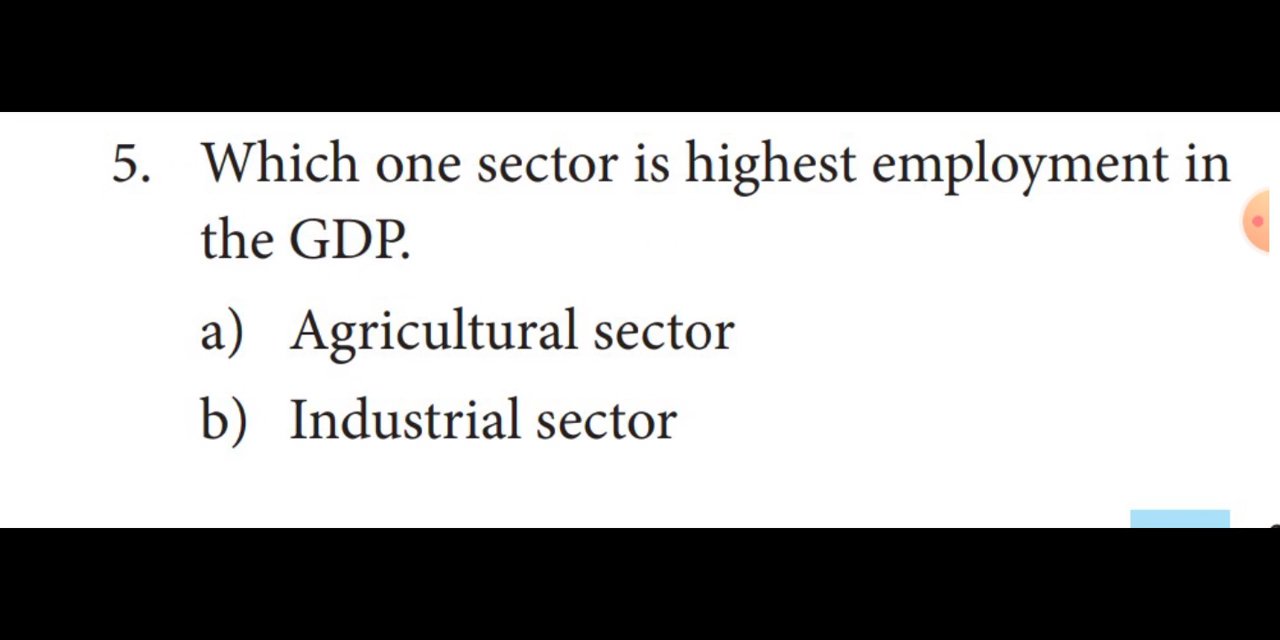 5. Which one sector is highest employment in
the GDP.
a) Agricultural sector
b) Industrial sector